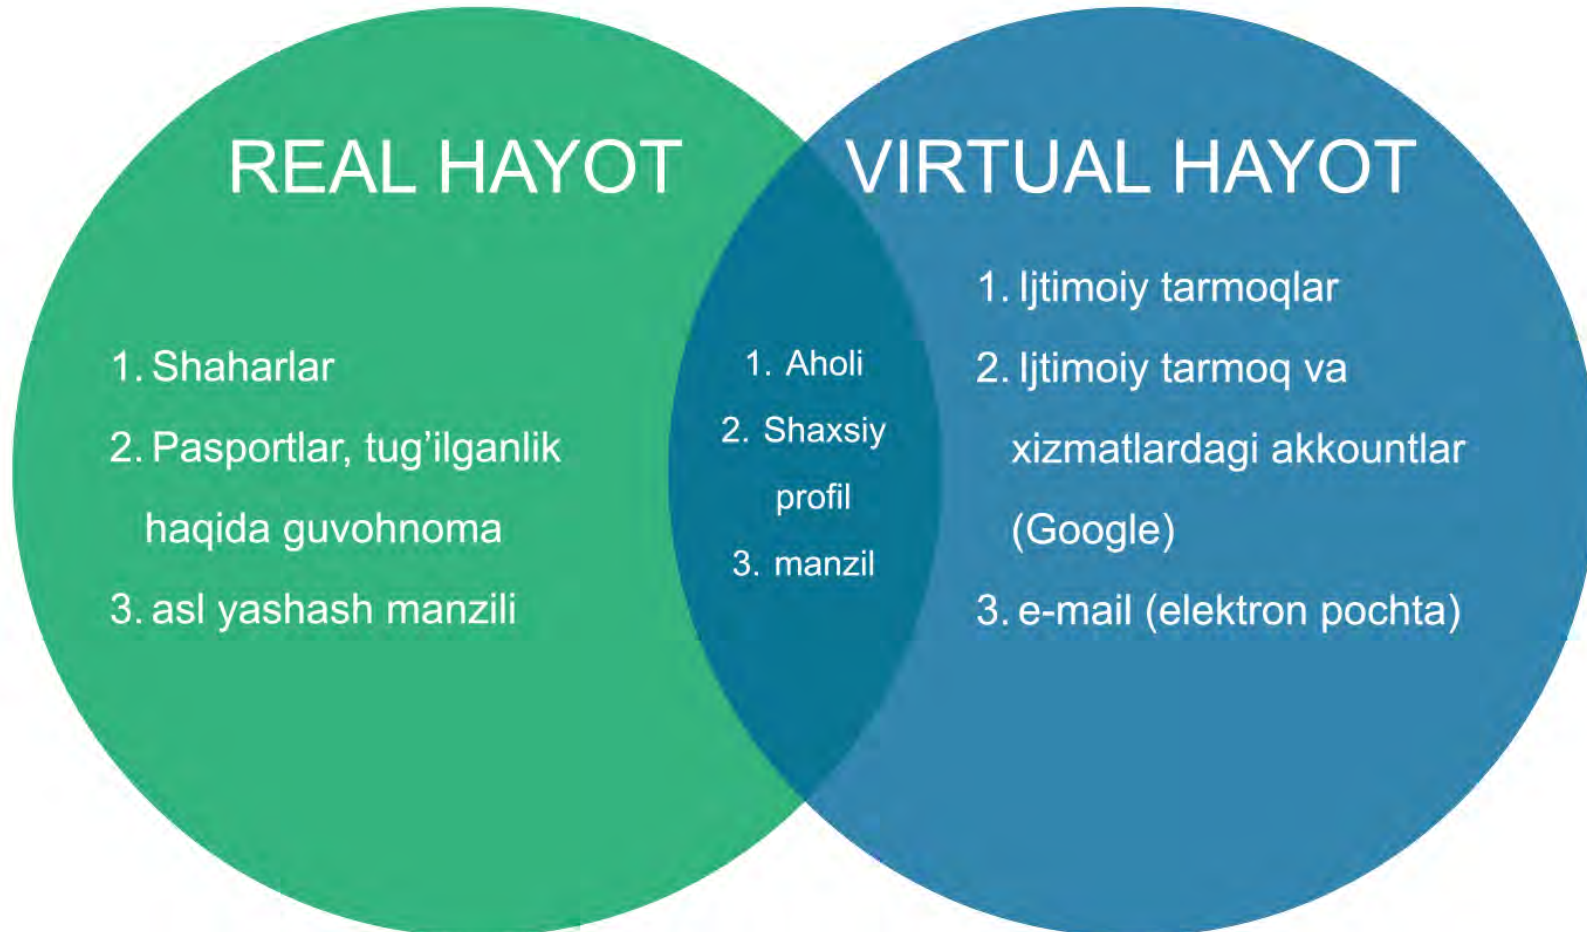 REAL HAYOT
1. Shaharlar
2. Pasportlar, tug’ilganlik
haqida guvohnoma
3. asl yashash manzili
1. Aholi
2. Shaxsiy
profil
3. manzil
VIRTUAL HAYOT
1. Ijtimoiy tarmoqlar
2. Ijtimoiy tarmoq va
xizmatlardagi akkountlar
(Google)
3. e-mail (elektron pochta)